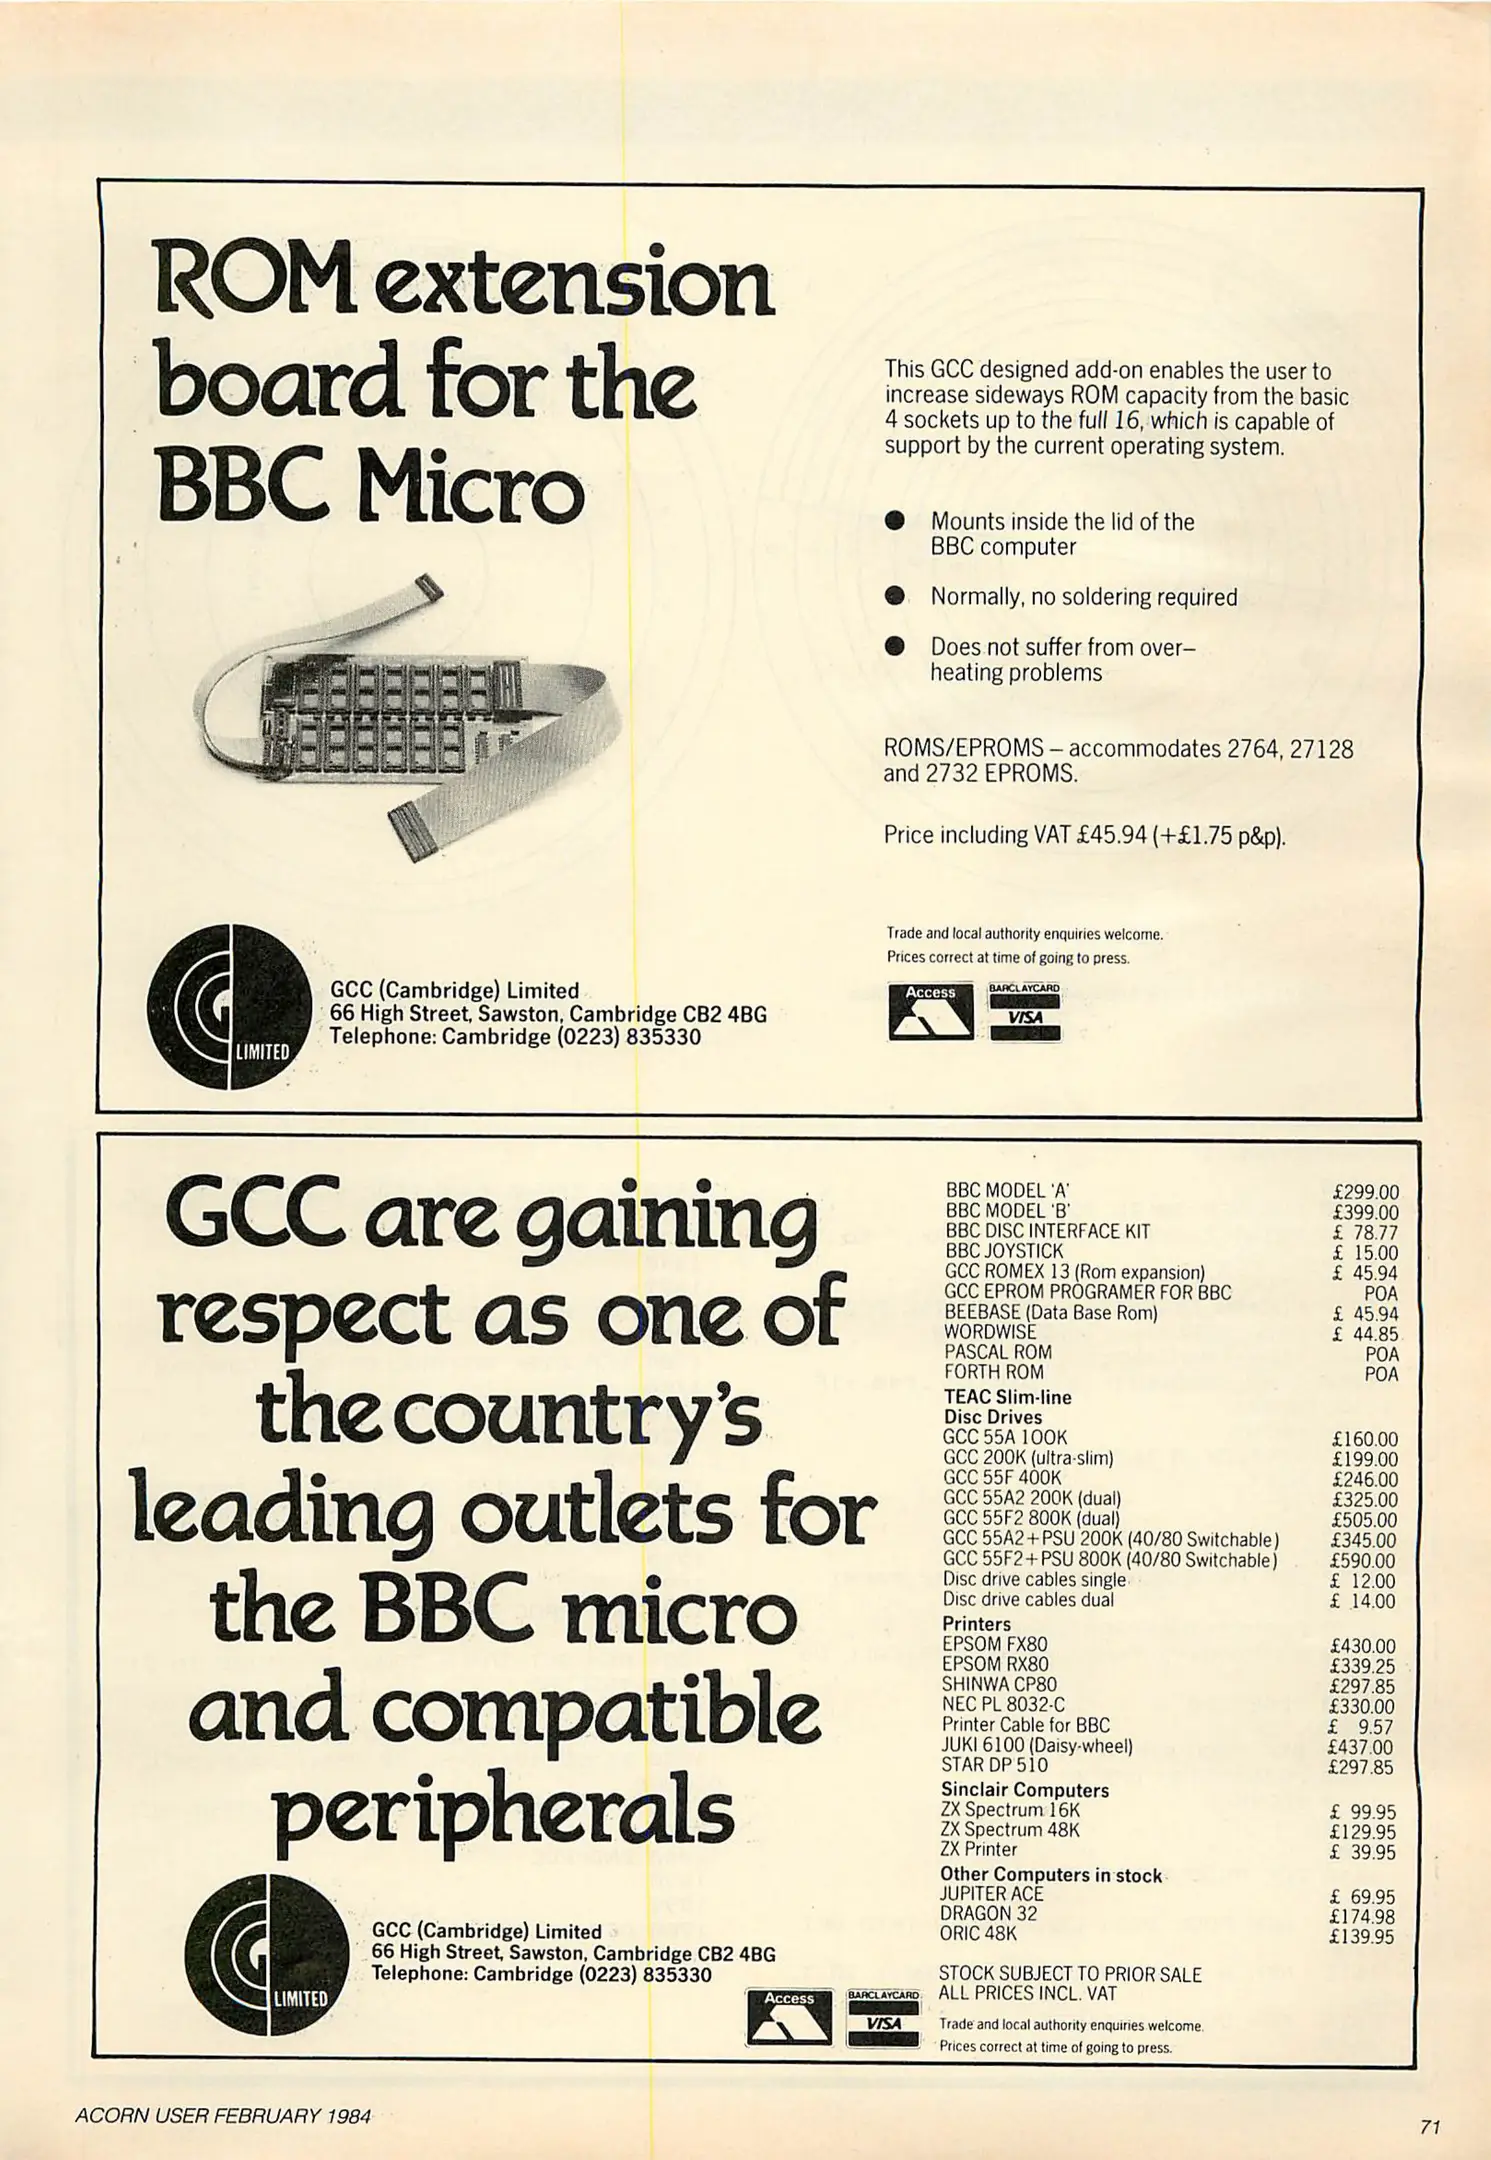 ROM extension
board for the
BBC Micro
This GCC designed add-on enables the user to
increase sideways ROM capacity from the basic
4 sockets up to the full 16, which is capable of
support by the current operating system.
● Mounts inside the lid of the
BBC computer
● Normally, no soldering required
● Does not suffer from over–
heating problems
ROMS/EPROMS – accommodates 2764, 27128
and 2732 EPROMS.
Price including VAT £45.94 (+£1.75 p&p).
Trade and local authority enquiries welcome.
Prices correct at time of going to press.
Access
BARCLAYCARD
VISA
G
LIMITED
GCC (Cambridge) Limited
66 High Street, Sawston, Cambridge CB2 4BG
Telephone: Cambridge (0223) 835330
GCC are gaining
respect as one of
the country's
leading outlets for
the BBC micro
and compatible
peripherals
G
LIMITED
GCC (Cambridge) Limited
66 High Street, Sawston, Cambridge CB2 4BG
Telephone: Cambridge (0223) 835330
Access
BARCLAYCARD
VISA
BBC MODEL 'A' £299.00
BBC MODEL 'B' £399.00
BBC DISC INTERFACE KIT £ 78.77
BBC JOYSTICK £ 15.00
GCC ROMEX 13 (Rom expansion) £ 45.94
GCC EPROM PROGRAMER FOR BBC POA
BEEBASE (Data Base Rom) £ 45.94
WORDWISE £ 44.85
PASCAL ROM POA
FORTH ROM POA
TEAC Slim-line
Disc Drives
GCC 55A 100K £160.00
GCC 200K (ultra-slim) £199.00
GCC 55F 400K £246.00
GCC 55A2 200K (dual) £325.00
GCC 55F2 800K (dual) £505.00
GCC 55A2+PSU 200K (40/80 Switchable) £345.00
GCC 55F2+PSU 800K (40/80 Switchable) £590.00
Disc drive cables single £ 12.00
Disc drive cables dual £ 14.00
Printers
EPSOM FX80 £430.00
EPSOM RX80 £339.25
SHINWA CP80 £297.85
NEC PL 8032-C £330.00
Printer Cable for BBC £ 9.57
JUKI 6100 (Daisy-wheel) £437.00
STAR DP 510 £297.85
Sinclair Computers
ZX Spectrum 16K £ 99.95
ZX Spectrum 48K £129.95
ZX Printer £ 39.95
Other Computers in stock
JUPITER ACE £ 69.95
DRAGON 32 £174.98
ORIC 48K £139.95
STOCK SUBJECT TO PRIOR SALE
ALL PRICES INCL. VAT
Trade and local authority enquiries welcome.
Prices correct at time of going to press.
ACORN USER FEBRUARY 1984
71